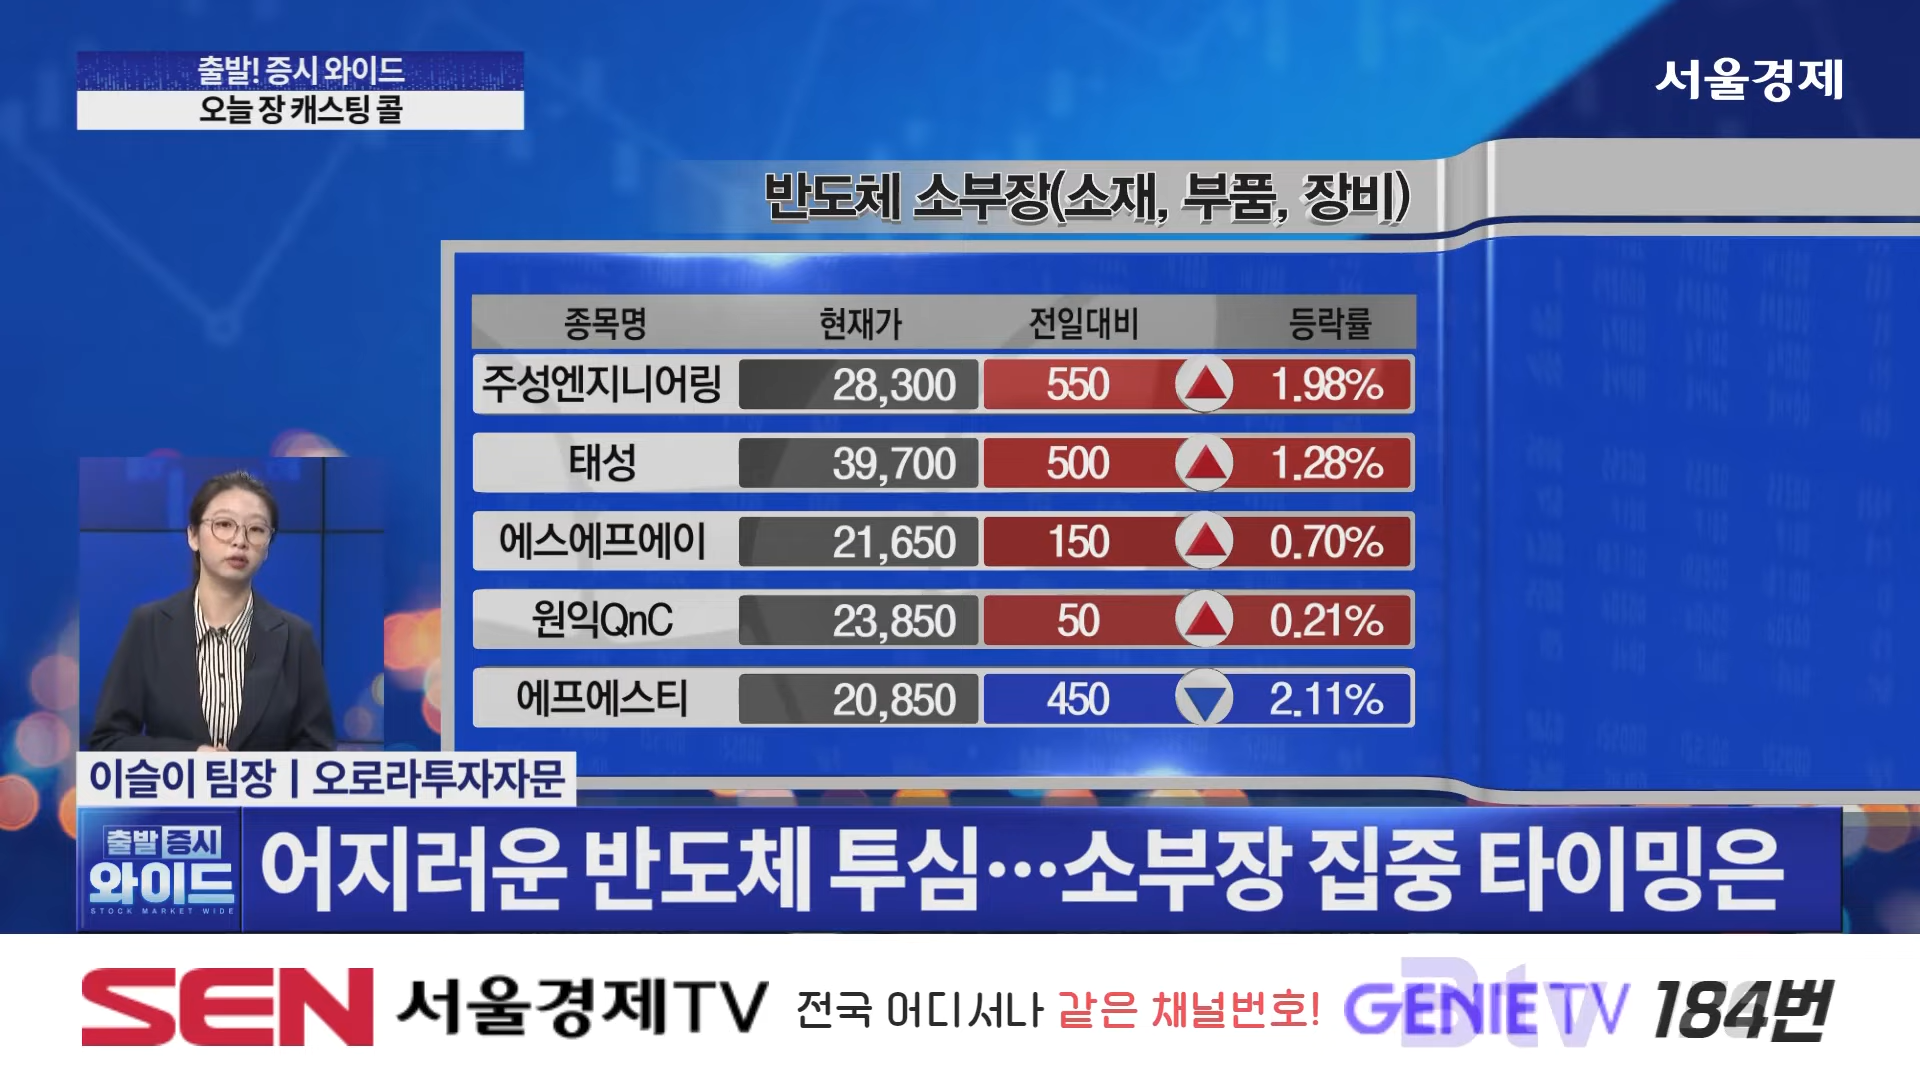 출발! 증시 와이드
오늘 장 캐스팅 콜
서울경제
반도체 소부장(소재, 부품, 장비)
종목명 현재가 전일대비 등락률
주성엔지니어링 28,300 550 ▲ 1.98%
태성 39,700 500 ▲ 1.28%
에스에프에이 21,650 150 ▲ 0.70%
원익QnC 23,850 50 ▲ 0.21%
에프에스티 20,850 450 ▼ 2.11%
이슬이 팀장 | 오로라투자자문
출발 증시
와이드
STOCK MARKET WIDE
어지러운 반도체 투심…소부장 집중 타이밍은
SEN 서울경제TV 전국 어디서나 같은 채널번호! GENIE TV 184번